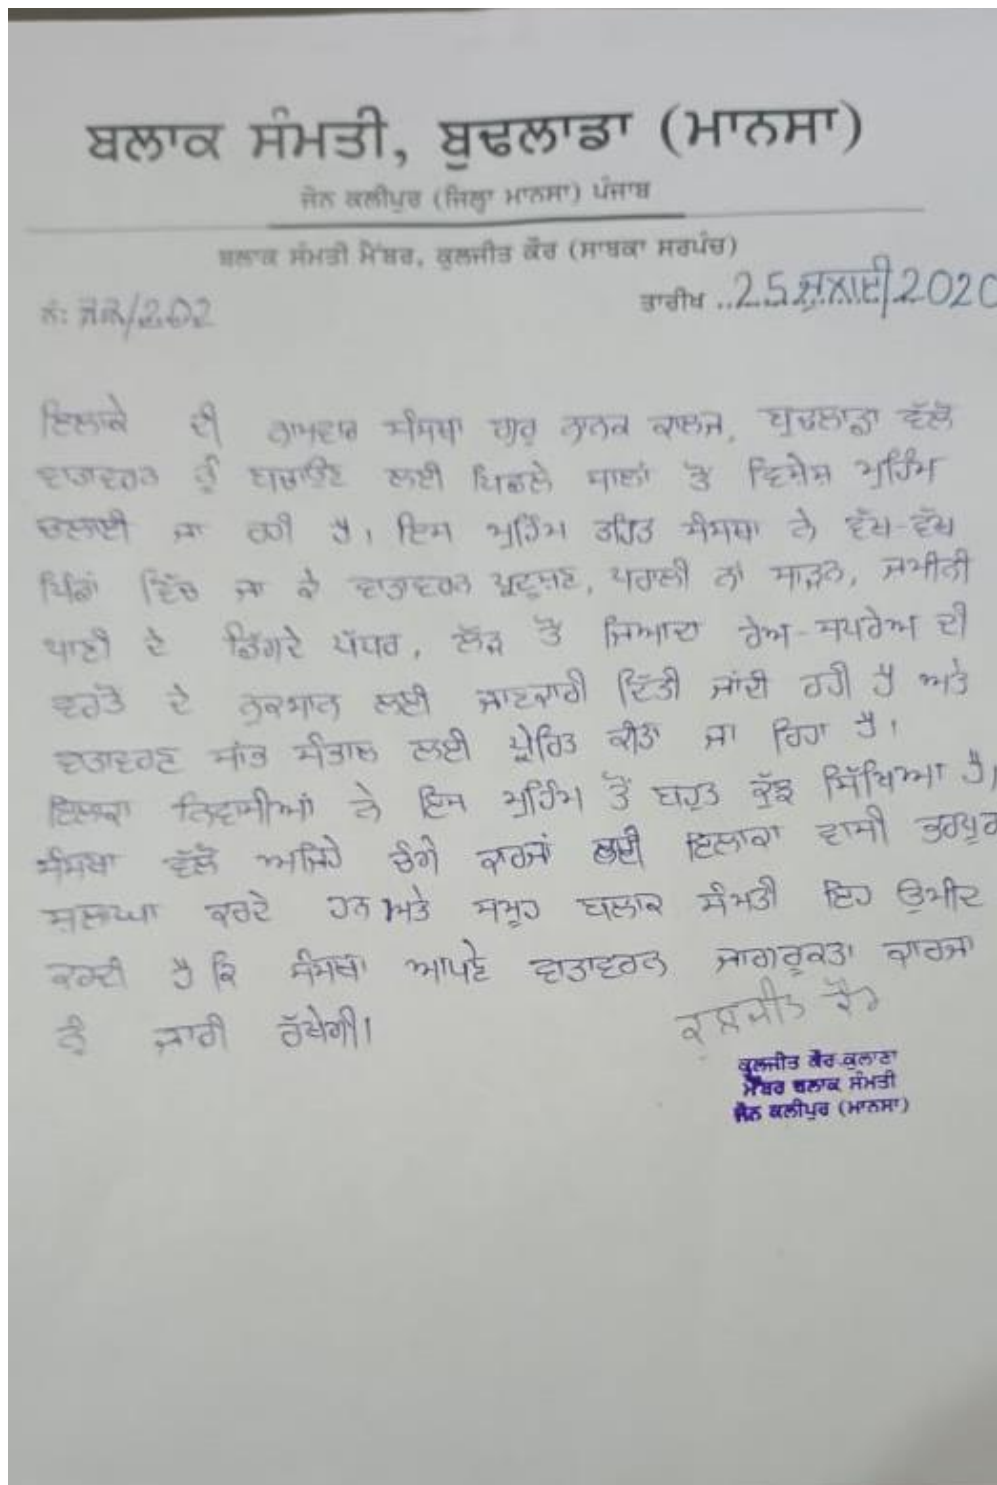 ਬਲਾਕ ਸੰਮਤੀ, ਬੁਢਲਾਡਾ (ਮਾਨਸਾ)
ਜੋਨ ਕਲੀਪੁਰ (ਜਿਲ੍ਹਾ ਮਾਨਸਾ) ਪੰਜਾਬ
ਬਲਾਕ ਸੰਮਤੀ ਮੈਂਬਰ, ਕੁਲਜੀਤ ਕੌਰ (ਸਾਬਕਾ ਸਰਪੰਚ)
ਨੰ: /202
ਤਾਰੀਖ ..25 ਜੁਲਾਈ 2020
ਇਲਾਕੇ ਦੀ ਨਾਮਵਰ ਸੰਸਥਾ ਗੁਰੂ ਨਾਨਕ ਕਾਲਜ, ਬੁਢਲਾਡਾ ਵੱਲੋਂ
ਵਾਤਾਵਰਨ ਨੂੰ ਬਚਾਉਣ ਲਈ ਪਿਛਲੇ ਸਾਲਾਂ ਤੋਂ ਵਿਸ਼ੇਸ਼ ਮੁਹਿੰਮ
ਚਲਾਈ ਜਾ ਰਹੀ ਹੈ। ਇਸ ਮੁਹਿੰਮ ਤਹਿਤ ਸੰਸਥਾ ਨੇ ਵੱਖ-ਵੱਖ
ਪਿੰਡਾਂ ਵਿੱਚ ਜਾ ਕੇ ਵਾਤਾਵਰਨ ਪ੍ਰਦੂਸ਼ਣ, ਪਰਾਲੀ ਨਾ ਸਾੜਨ, ਜ਼ਮੀਨੀ
ਪਾਣੀ ਦੇ ਡਿੱਗਦੇ ਪੱਧਰ, ਲੋੜ ਤੋਂ ਜਿਆਦਾ ਰੇਅ-ਸਪਰੇਅ ਦੀ
ਵਰਤੋਂ ਦੇ ਨੁਕਸਾਨ ਲਈ ਜਾਣਕਾਰੀ ਦਿੱਤੀ ਜਾਂਦੀ ਰਹੀ ਹੈ ਅਤੇ
ਵਾਤਾਵਰਣ ਸਾਂਭ ਸੰਭਾਲ ਲਈ ਪ੍ਰੇਰਿਤ ਕੀਤਾ ਜਾ ਰਿਹਾ ਹੈ।
ਇਲਾਕਾ ਨਿਵਾਸੀਆਂ ਨੇ ਇਸ ਮੁਹਿੰਮ ਤੋਂ ਬਹੁਤ ਕੁੱਝ ਸਿੱਖਿਆ ਹੈ,
ਸੰਸਥਾ ਵੱਲੋਂ ਅਜਿਹੇ ਚੰਗੇ ਕਾਰਜਾਂ ਲਈ ਇਲਾਕਾ ਵਾਸੀ ਭਰਪੂਰ
ਸ਼ਲਾਘਾ ਕਰਦੇ ਹਨ ਅਤੇ ਸਮੂਹ ਬਲਾਕ ਸੰਮਤੀ ਇਹ ਉਮੀਦ
ਕਰਦੀ ਹੈ ਕਿ ਸੰਸਥਾ ਆਪਣੇ ਵਾਤਾਵਰਨ ਜਾਗਰੂਕਤਾ ਕਾਰਜਾ
ਨੂੰ ਜਾਰੀ ਰੱਖੇਗੀ।
ਕੁਲਜੀਤ ਕੌਰ
ਕੁਲਜੀਤ ਕੌਰ ਕੁਲਾਣਾ
ਮੈਂਬਰ ਬਲਾਕ ਸੰਮਤੀ
ਜੋਨ ਕਲੀਪੁਰ (ਮਾਨਸਾ)